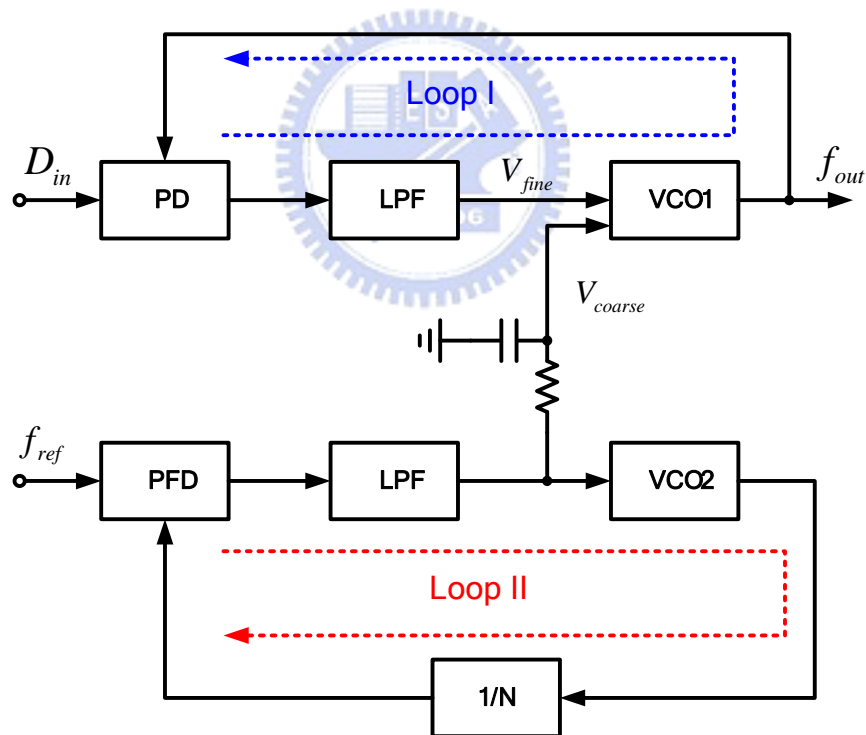 Loop I
D_in
PD
LPF
V_fine
VCO1
f_out
V_coarse
f_ref
PFD
LPF
VCO2
Loop II
1/N